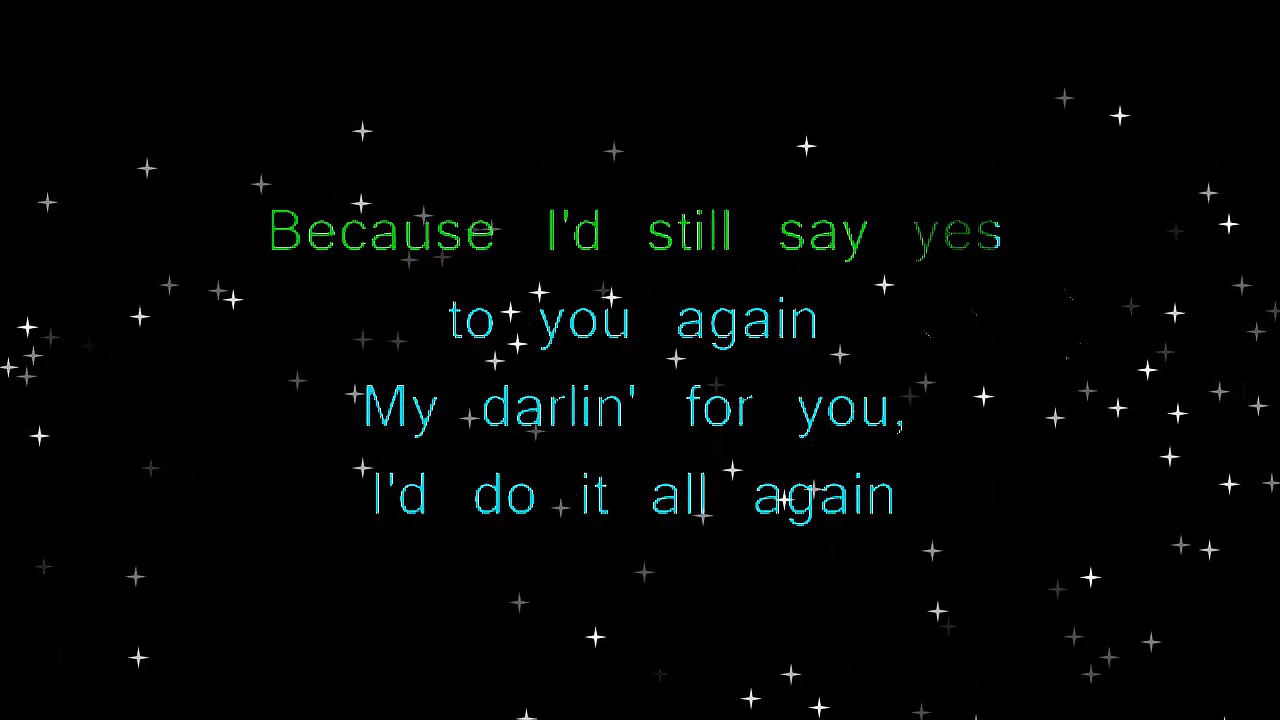 Because I'd still say yes
to you again
My darlin' for you,
I'd do it all again